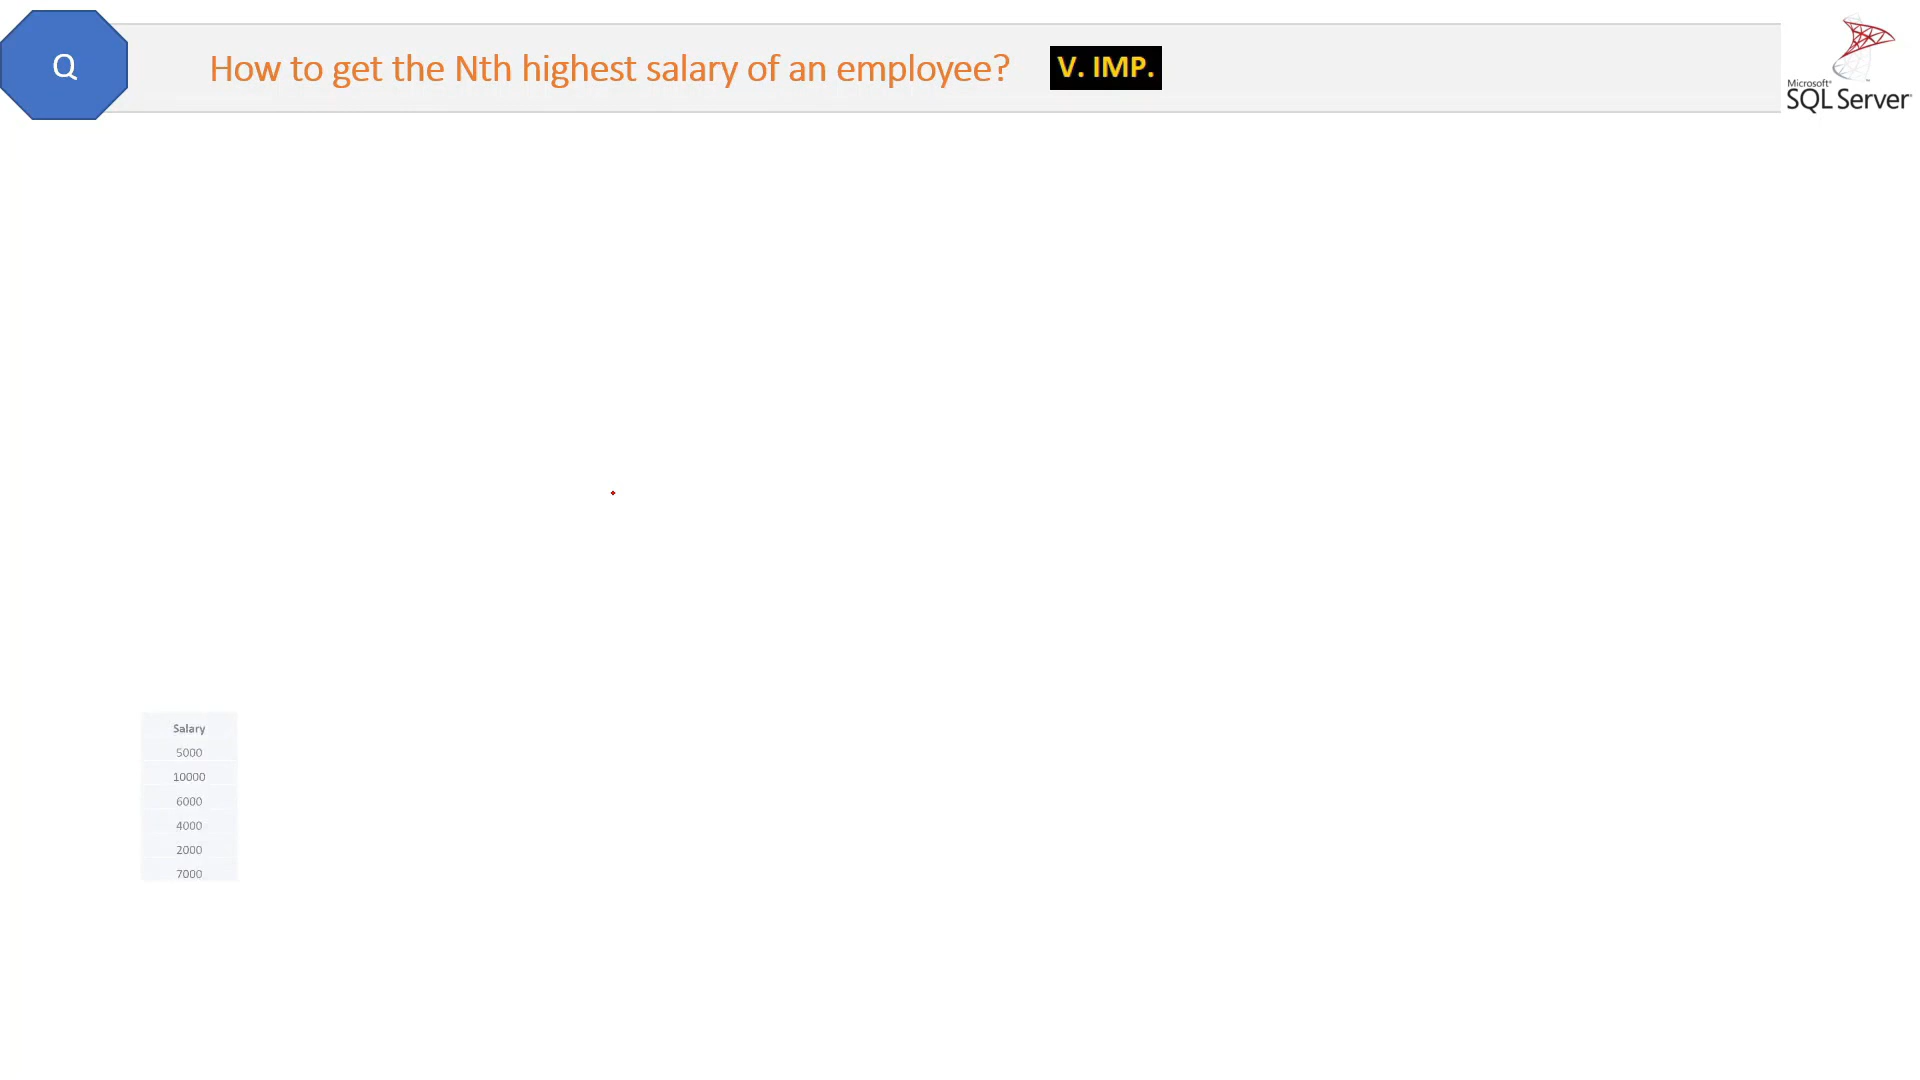 Q
How to get the Nth highest salary of an employee?
V. IMP.
Microsoft
SQL Server
Salary
5000
10000
6000
4000
2000
7000